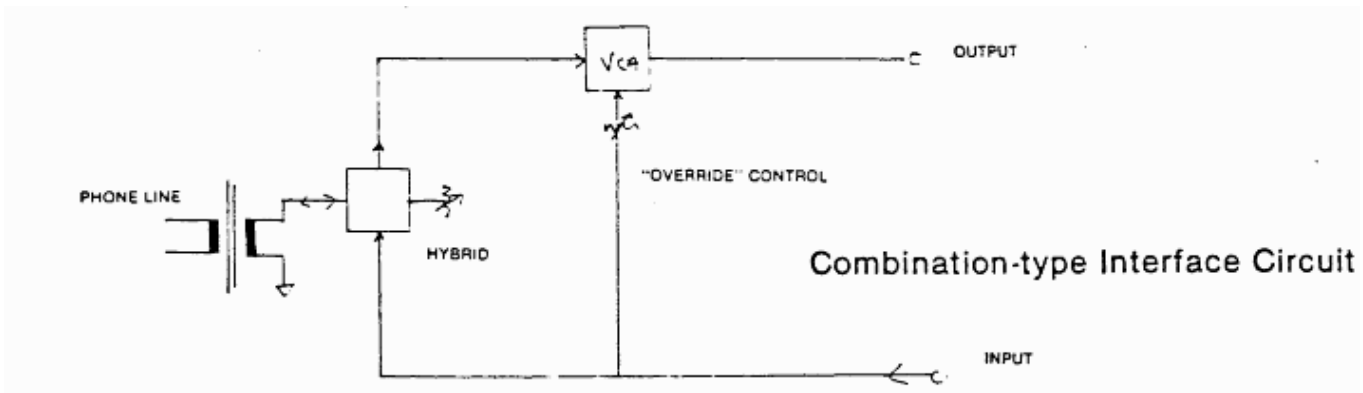 VCA
OUTPUT
"OVERRIDE" CONTROL
PHONE LINE
HYBRID
Combination-type Interface Circuit
INPUT